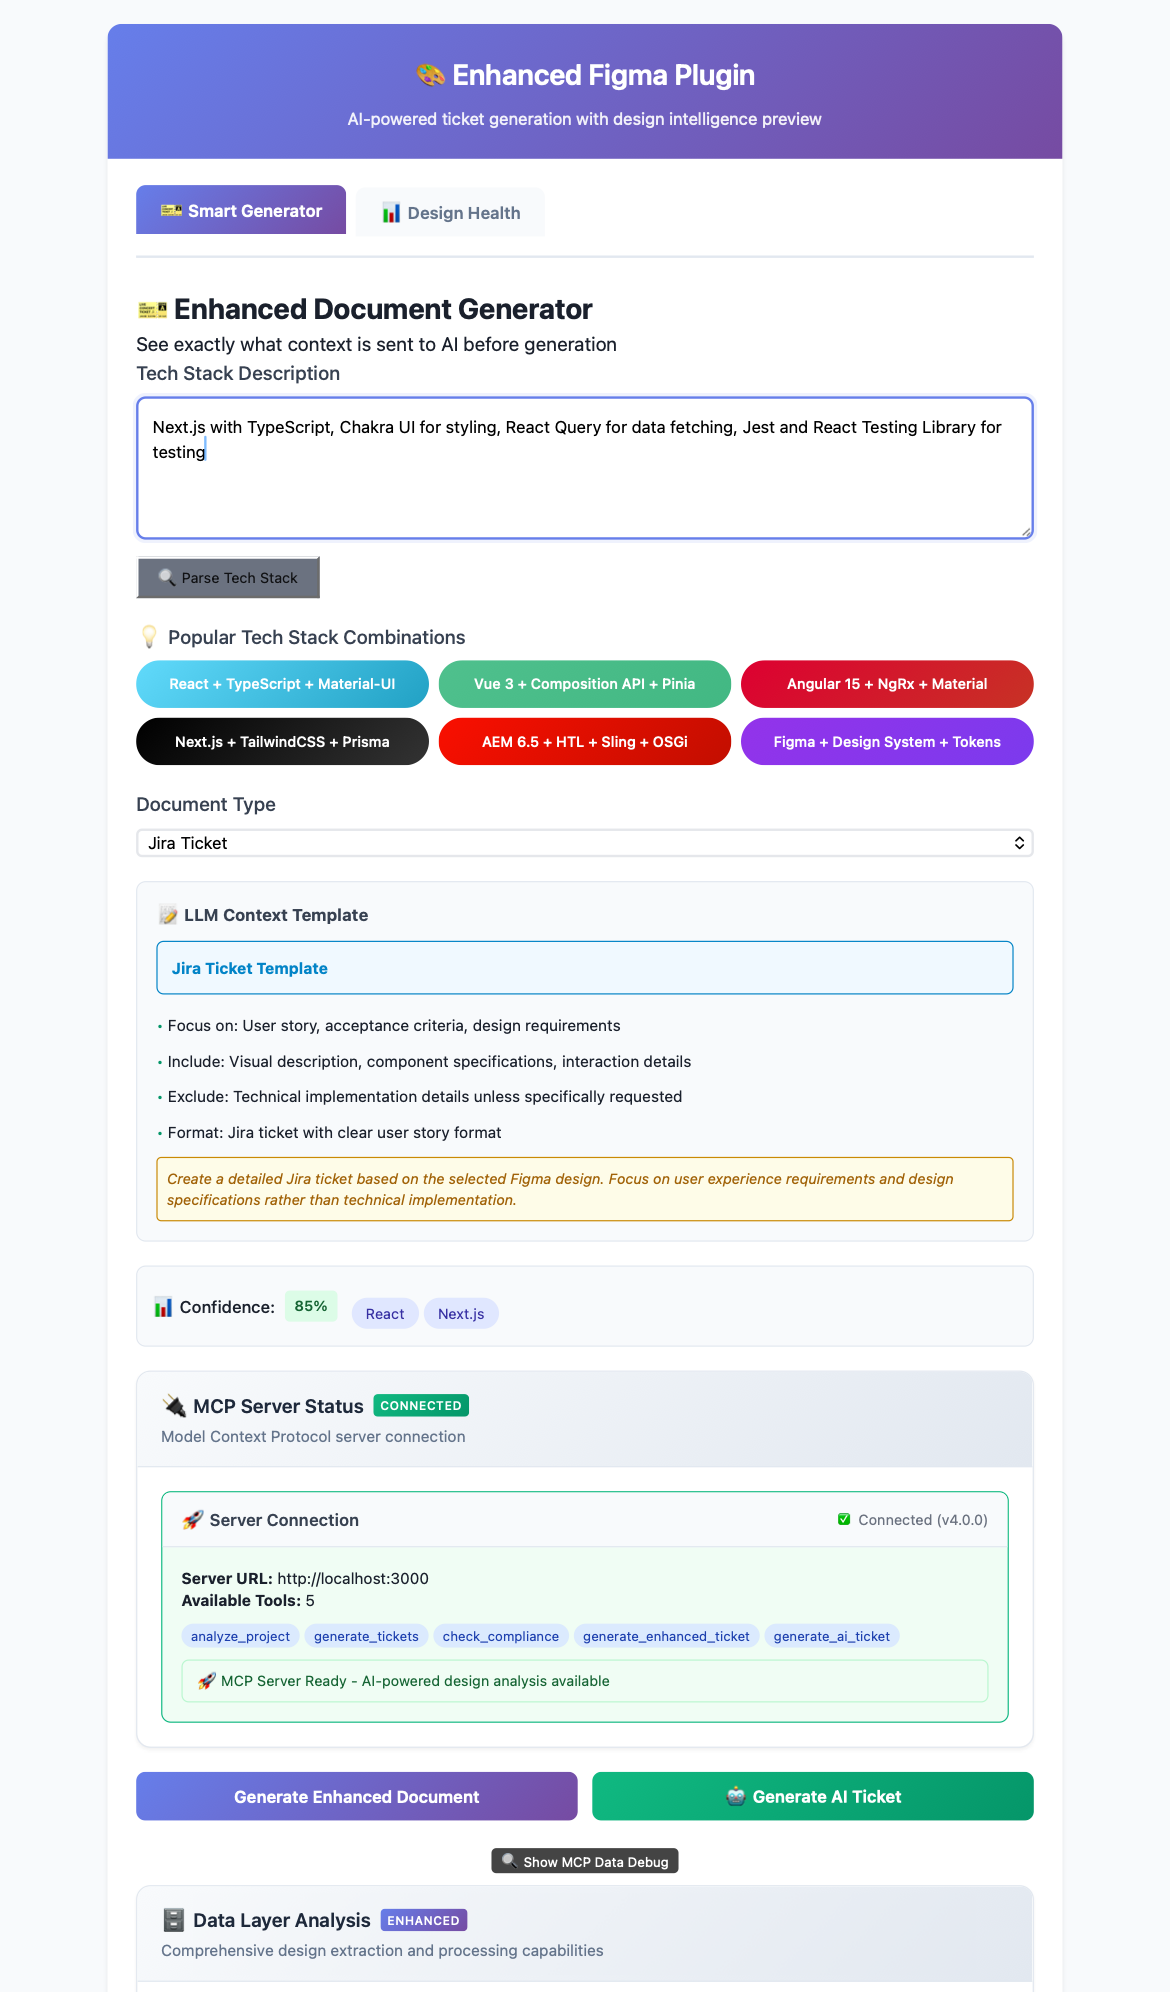 🎨 Enhanced Figma Plugin
AI-powered ticket generation with design intelligence preview
🎫 Smart Generator
📊 Design Health
🎫 Enhanced Document Generator
See exactly what context is sent to AI before generation
Tech Stack Description
Next.js with TypeScript, Chakra UI for styling, React Query for data fetching, Jest and React Testing Library for
testing
🔍 Parse Tech Stack
💡 Popular Tech Stack Combinations
React + TypeScript + Material-UI
Vue 3 + Composition API + Pinia
Angular 15 + NgRx + Material
Next.js + TailwindCSS + Prisma
AEM 6.5 + HTL + Sling + OSGi
Figma + Design System + Tokens
Document Type
Jira Ticket
📝 LLM Context Template
Jira Ticket Template
• Focus on: User story, acceptance criteria, design requirements
• Include: Visual description, component specifications, interaction details
• Exclude: Technical implementation details unless specifically requested
• Format: Jira ticket with clear user story format
Create a detailed Jira ticket based on the selected Figma design. Focus on user experience requirements and design
specifications rather than technical implementation.
📊 Confidence: 85% React Next.js
🔌 MCP Server Status CONNECTED
Model Context Protocol server connection
🚀 Server Connection
✅ Connected (v4.0.0)
Server URL: http://localhost:3000
Available Tools: 5
analyze_project generate_tickets check_compliance generate_enhanced_ticket generate_ai_ticket
🚀 MCP Server Ready - AI-powered design analysis available
Generate Enhanced Document
🤖 Generate AI Ticket
🔍 Show MCP Data Debug
🗄️ Data Layer Analysis ENHANCED
Comprehensive design extraction and processing capabilities